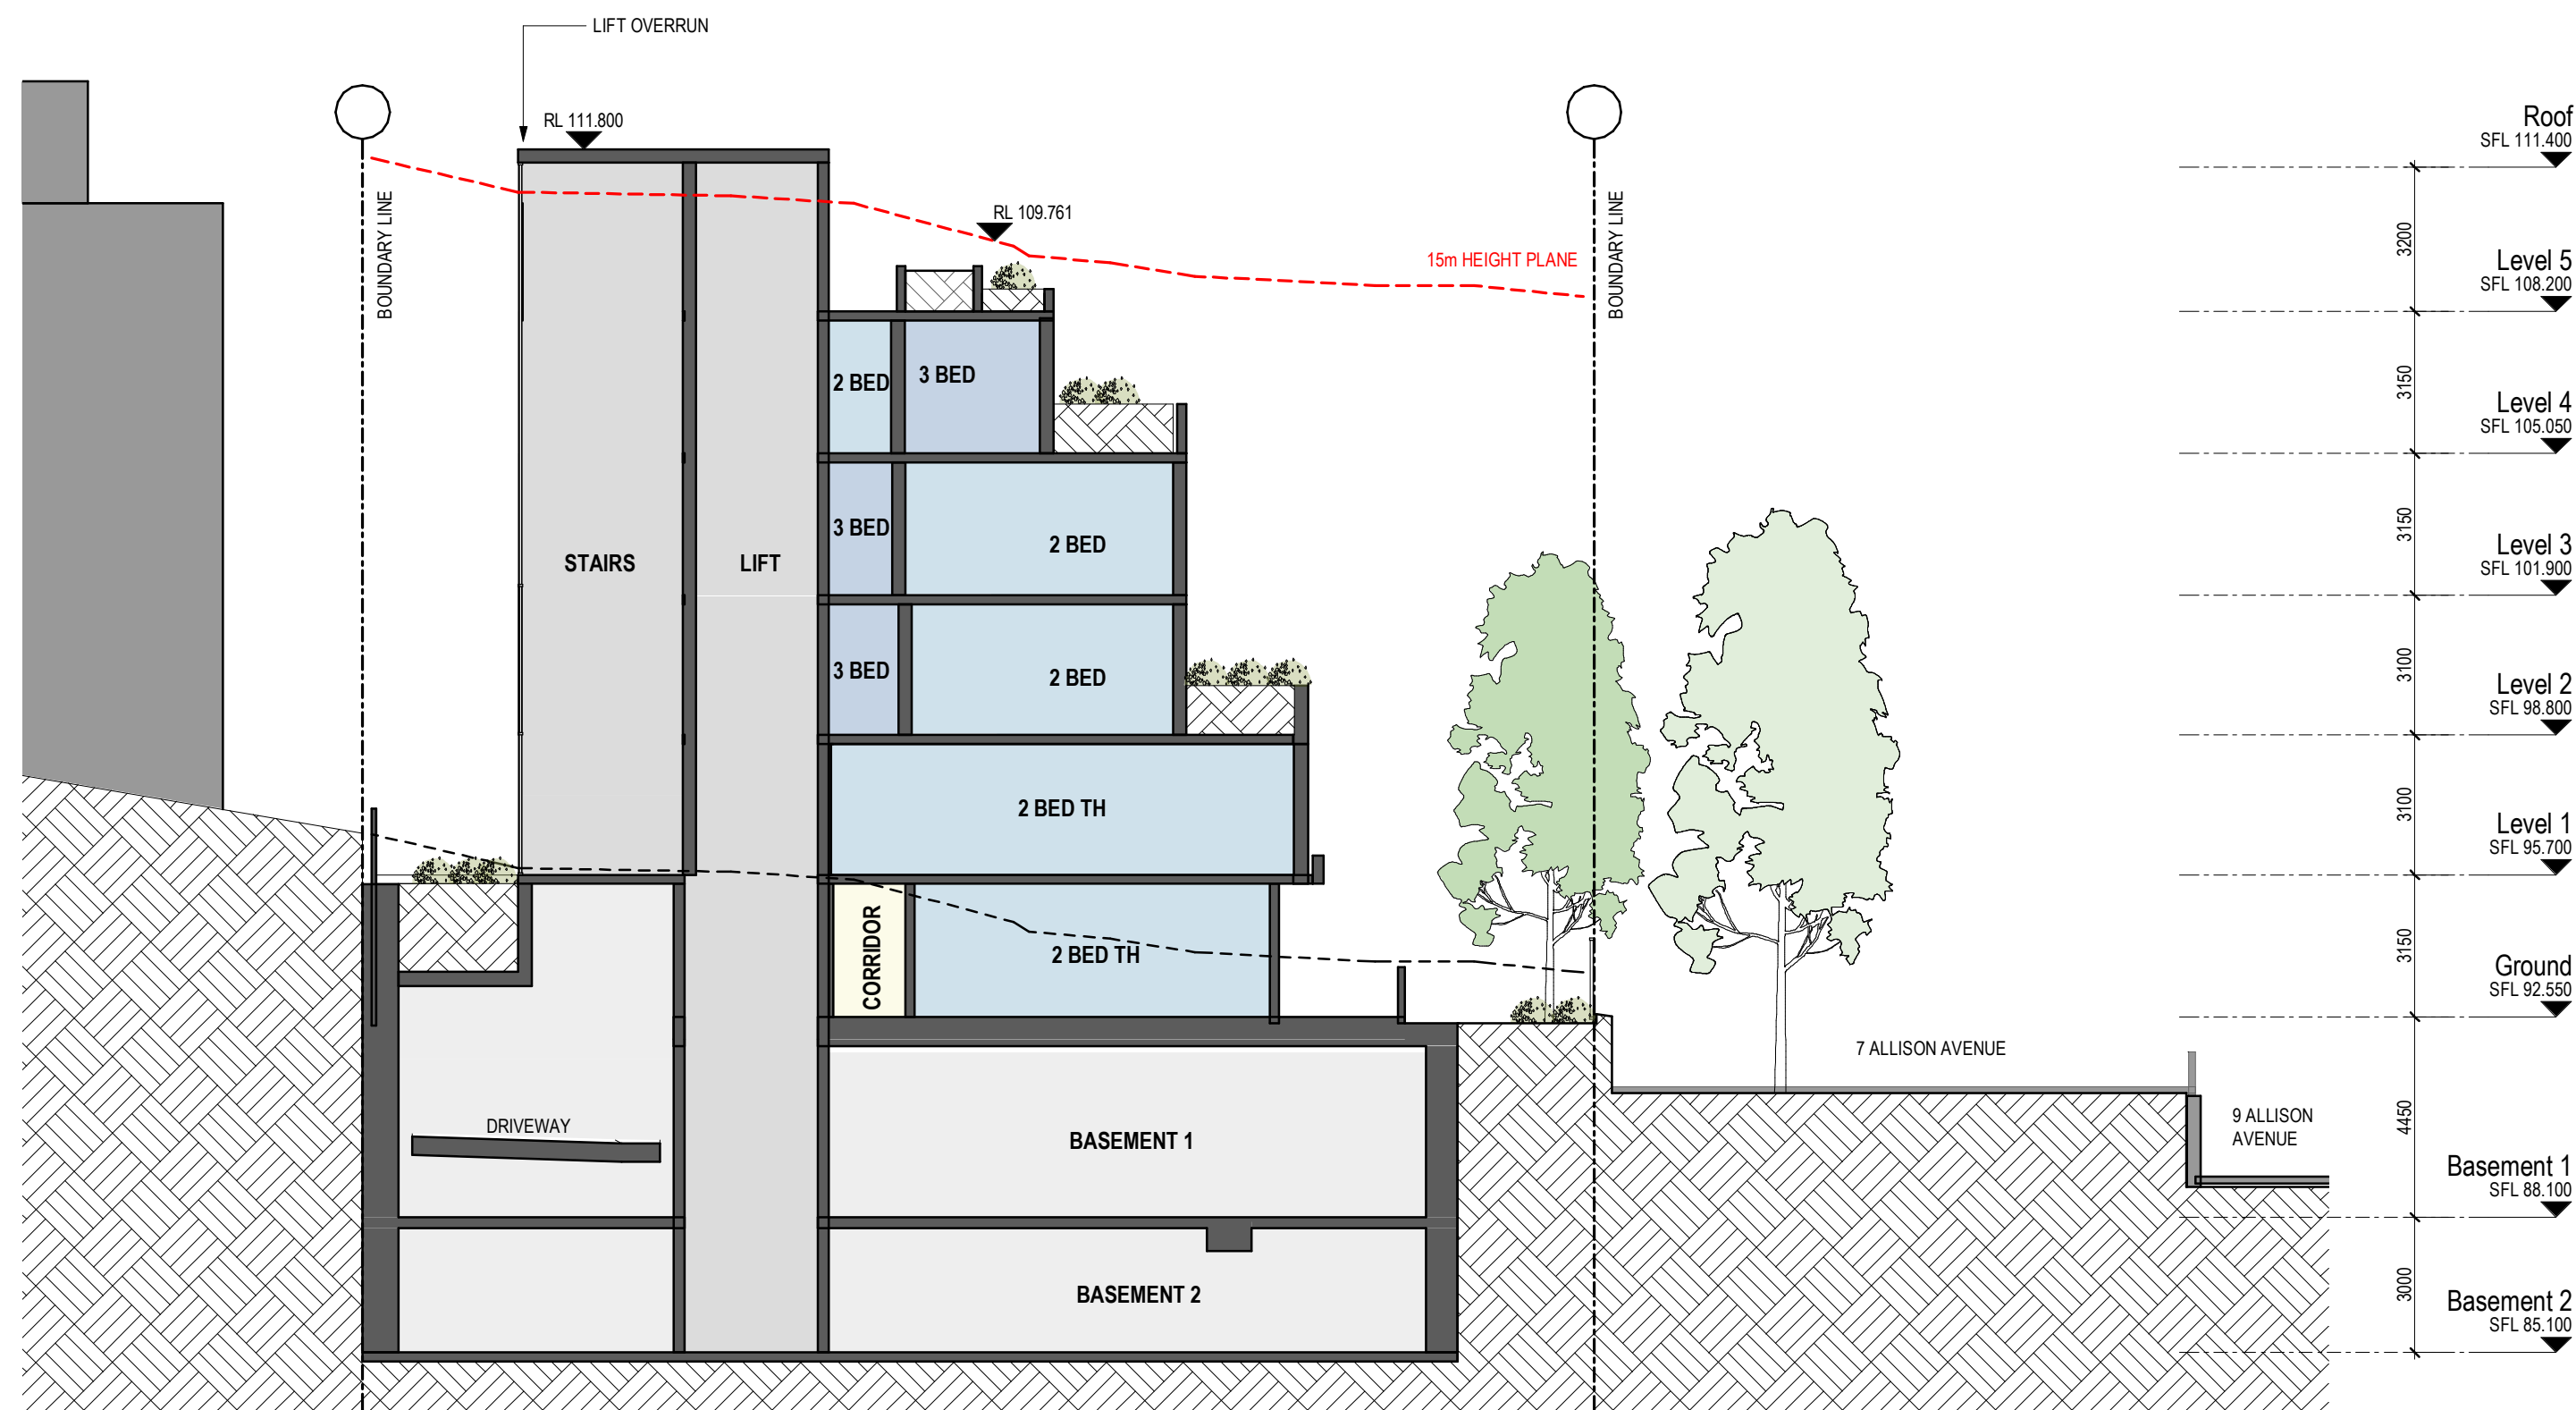 LIFT OVERRUN
RL 111.800
BOUNDARY LINE
RL 109.761
15m HEIGHT PLANE
BOUNDARY LINE
Roof
SFL 111.400
3200
Level 5
SFL 108.200
3150
2 BED
3 BED
Level 4
SFL 105.050
3150
STAIRS
LIFT
3 BED
2 BED
Level 3
SFL 101.900
3100
3 BED
2 BED
Level 2
SFL 98.800
3100
2 BED TH
Level 1
SFL 95.700
3150
CORRIDOR
2 BED TH
Ground
SFL 92.550
7 ALLISON AVENUE
4450
DRIVEWAY
BASEMENT 1
9 ALLISON
AVENUE
Basement 1
SFL 88.100
3000
BASEMENT 2
Basement 2
SFL 85.100